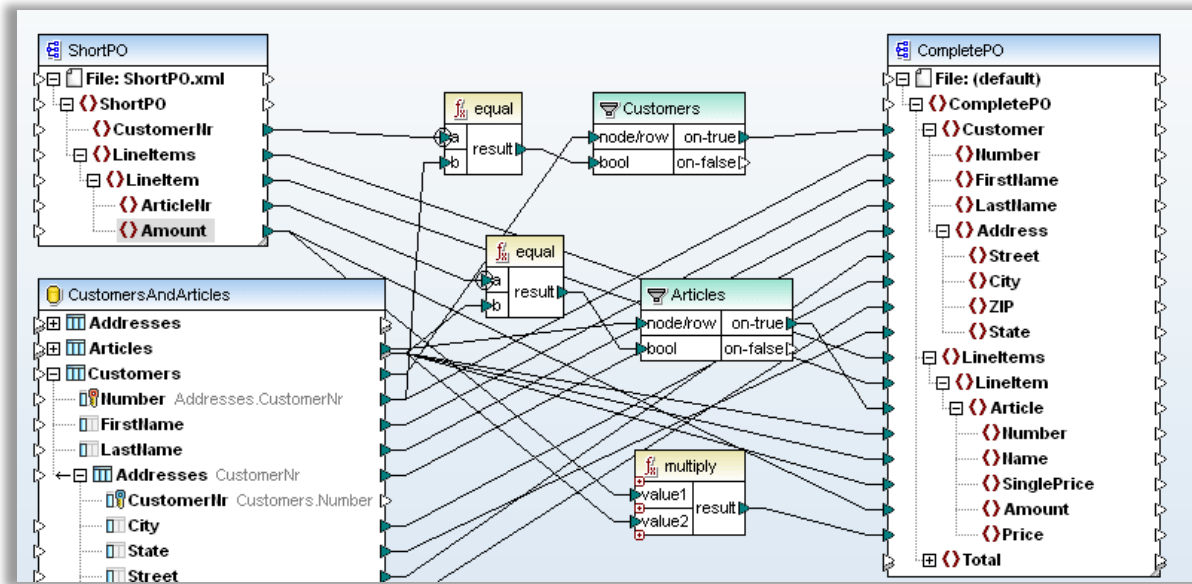 ShortPO
File: ShortPO.xml
ShortPO
CustomerNr
LineItems
LineItem
ArticleNr
Amount
CustomersAndArticles
Addresses
Articles
Customers
Number Addresses.CustomerNr
FirstName
LastName
Addresses CustomerNr
CustomerNr Customers.Number
City
State
Street
equal
a
result
b
Customers
node/row on-true
bool on-false
equal
a
result
b
Articles
node/row on-true
bool on-false
multiply
value1
result
value2
CompletePO
File: (default)
CompletePO
Customer
Number
FirstName
LastName
Address
Street
City
ZIP
State
LineItems
LineItem
Article
Number
Name
SinglePrice
Amount
Price
Total